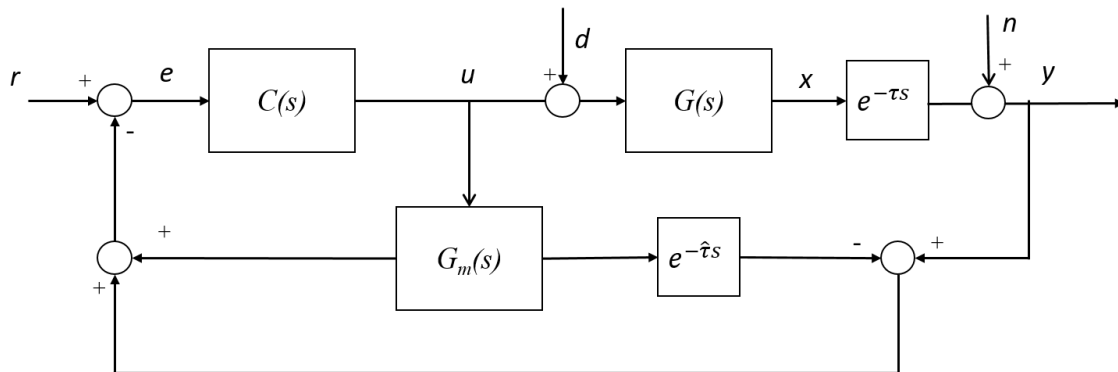 r
+
e
C(s)
u
d
+
G(s)
x
e^{-τs}
n
+
y
-
+
G_m(s)
e^{-τ̂s}
-
+
+